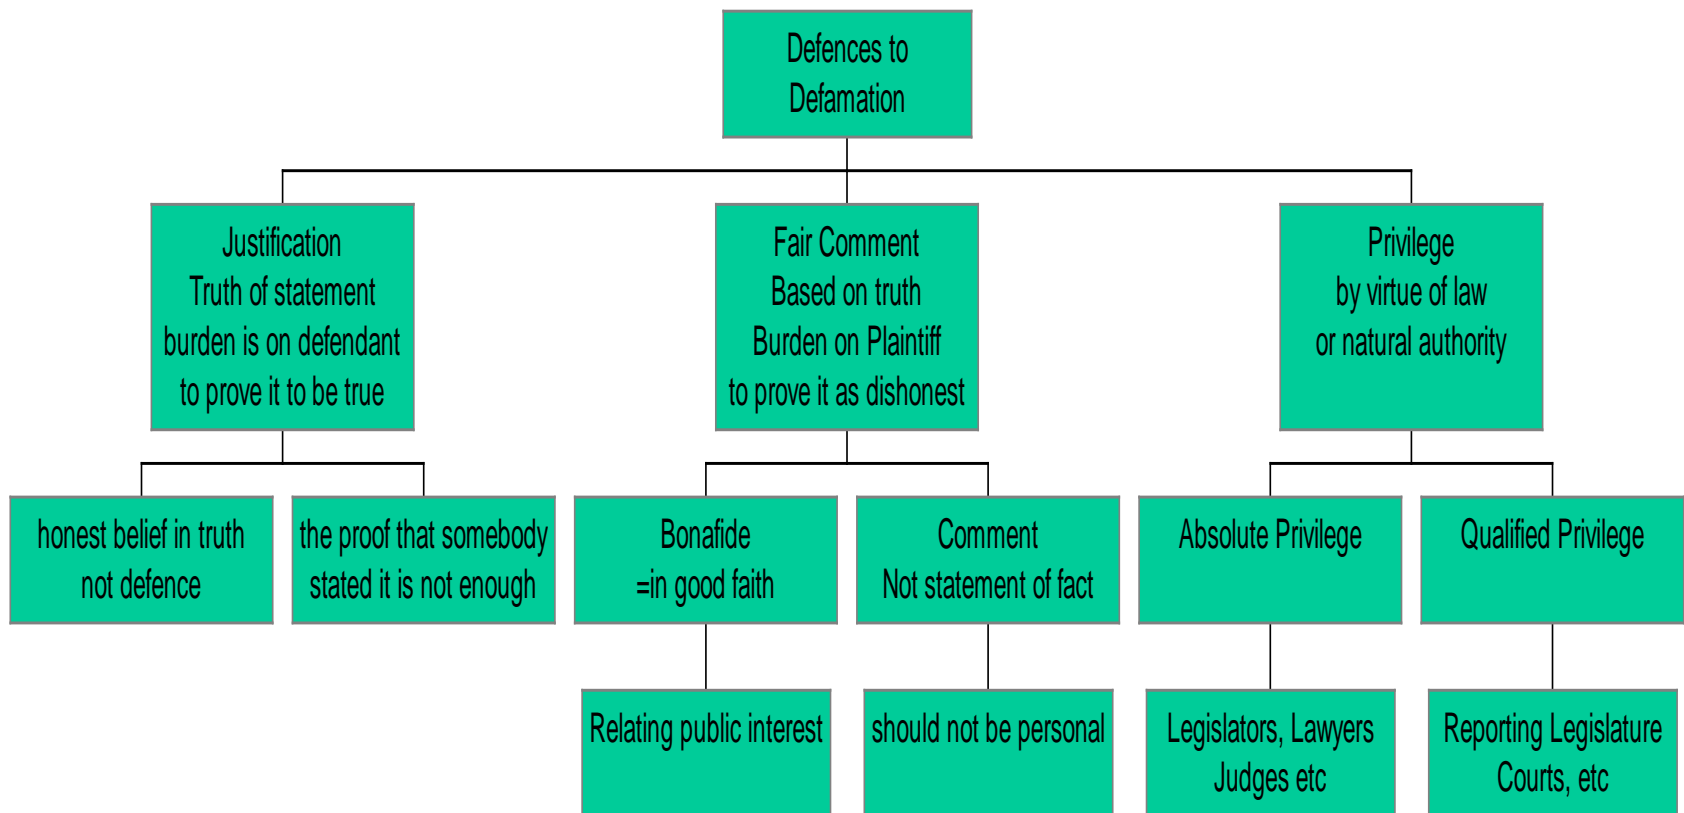 Defences to
Defamation
Justification
Truth of statement
burden is on defendant
to prove it to be true
Fair Comment
Based on truth
Burden on Plaintiff
to prove it as dishonest
Privilege
by virtue of law
or natural authority
honest belief in truth
not defence
the proof that somebody
stated it is not enough
Bonafide
=in good faith
Comment
Not statement of fact
Absolute Privilege
Qualified Privilege
Relating public interest
should not be personal
Legislators, Lawyers
Judges etc
Reporting Legislature
Courts, etc